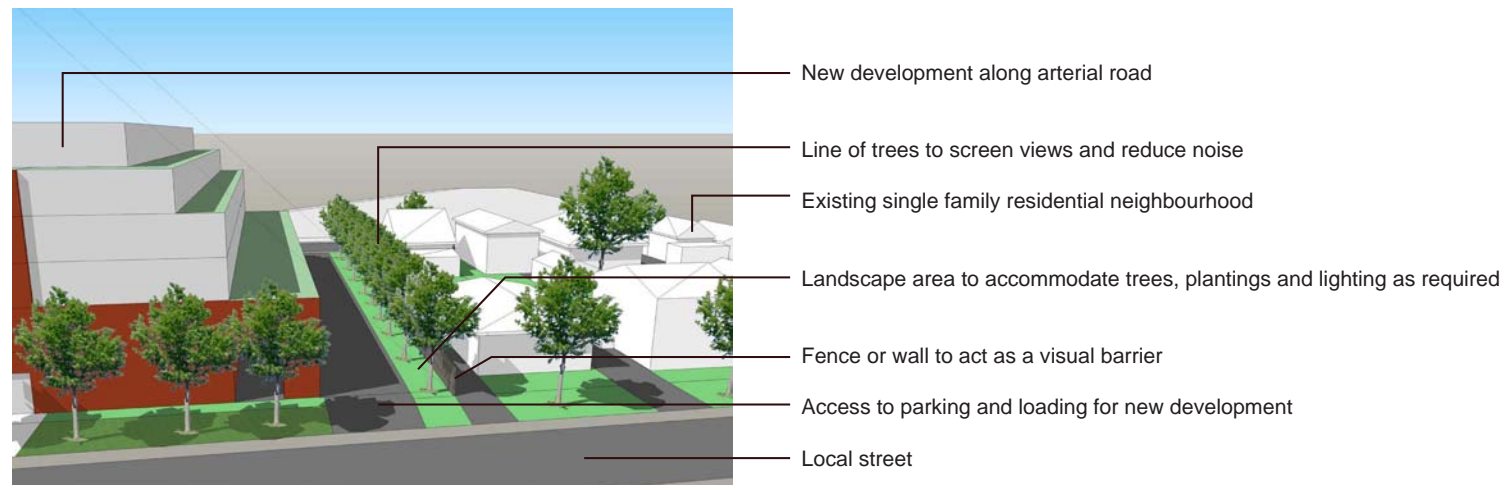 New development along arterial road
Line of trees to screen views and reduce noise
Existing single family residential neighbourhood
Landscape area to accommodate trees, plantings and lighting as required
Fence or wall to act as a visual barrier
Access to parking and loading for new development
Local street